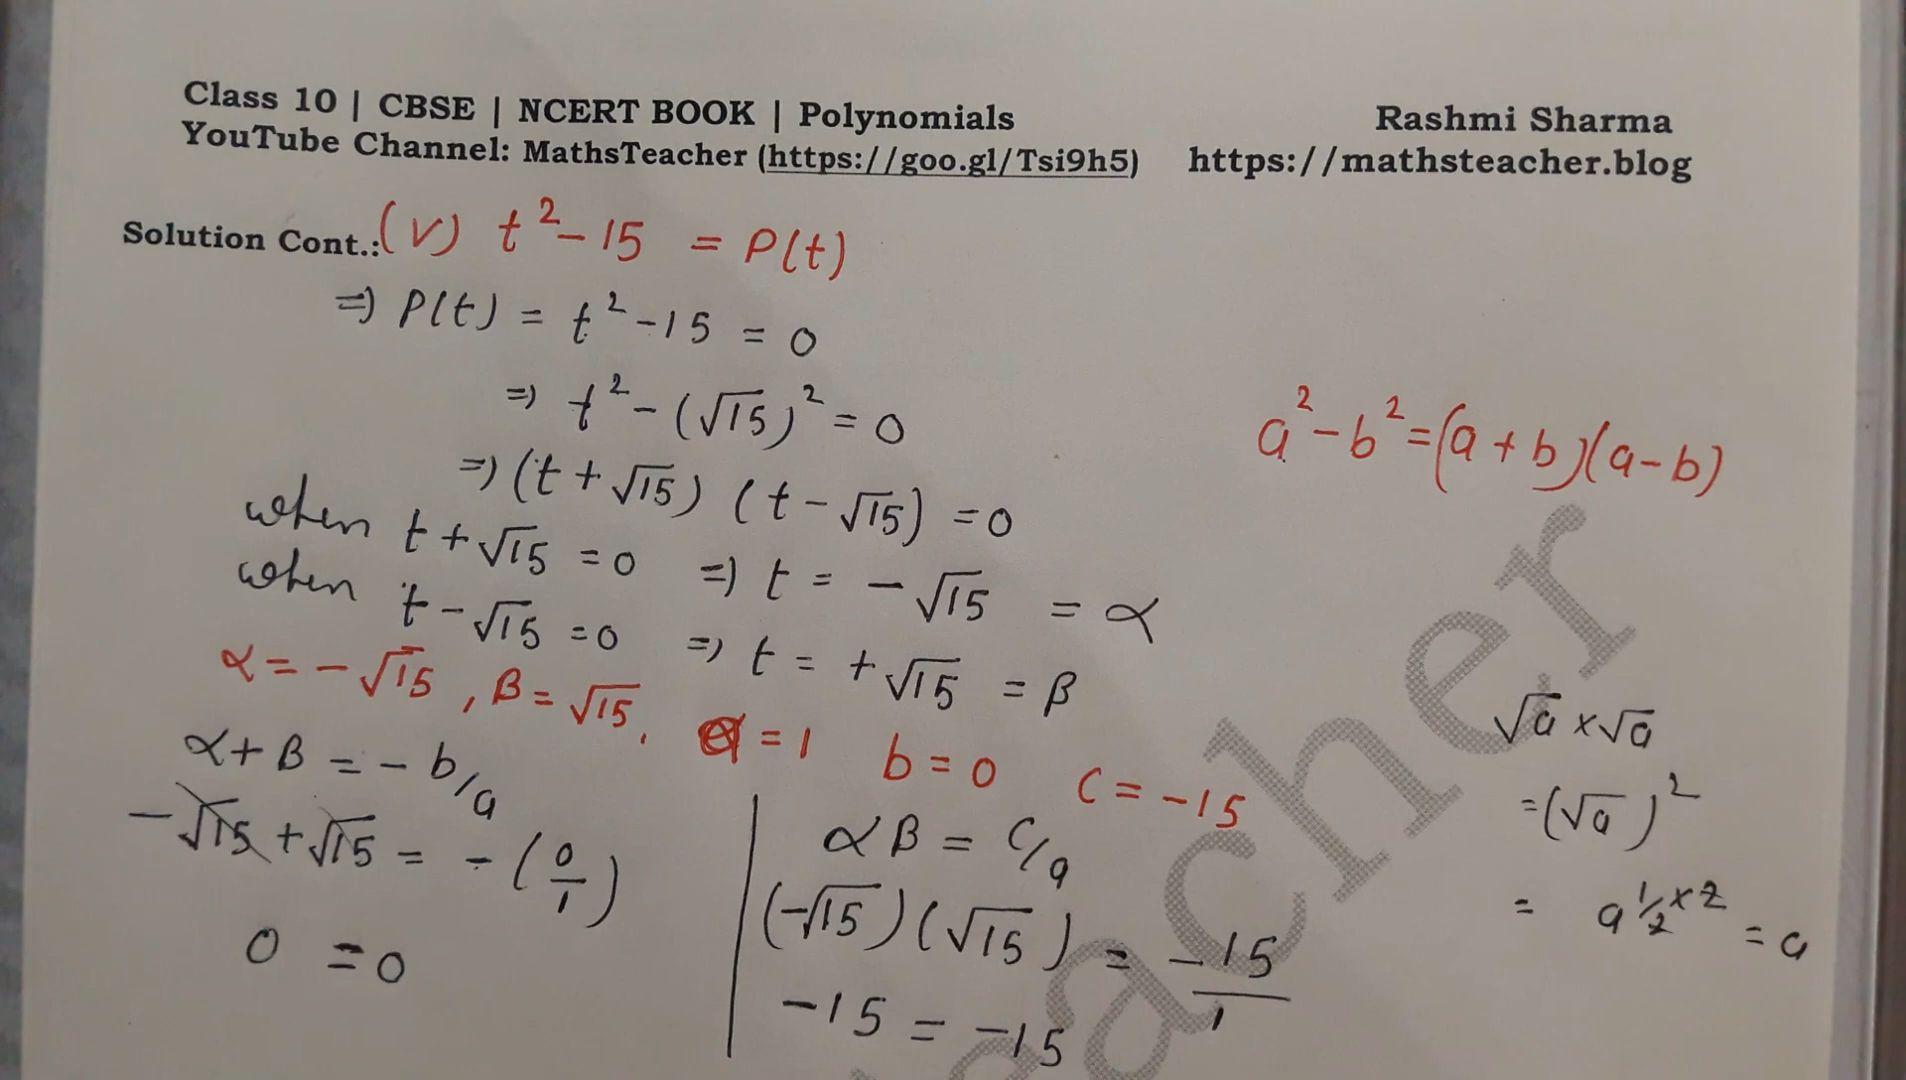 Class 10 | CBSE | NCERT BOOK | Polynomials Rashmi Sharma
YouTube Channel: MathsTeacher (https://goo.gl/Tsi9h5) https://mathsteacher.blog
Solution Cont.: (v) t² - 15 = P(t)
⇒ P(t) = t² - 15 = 0
⇒ t² - (√15)² = 0
a² - b² = (a + b)(a - b)
⇒ (t + √15) (t - √15) = 0
when t + √15 = 0 ⇒ t = - √15 = α
when t - √15 = 0 ⇒ t = + √15 = β
α = - √15 , β = √15, a = 1 b = 0 c = -15
α + β = - b/a
-√15 + √15 = - (0/1)
0 = 0
αβ = c/a
(-√15)(√15) = -15/1
-15 = -15
√a × √a
= (√a)²
= a^½ × 2 = a
acher